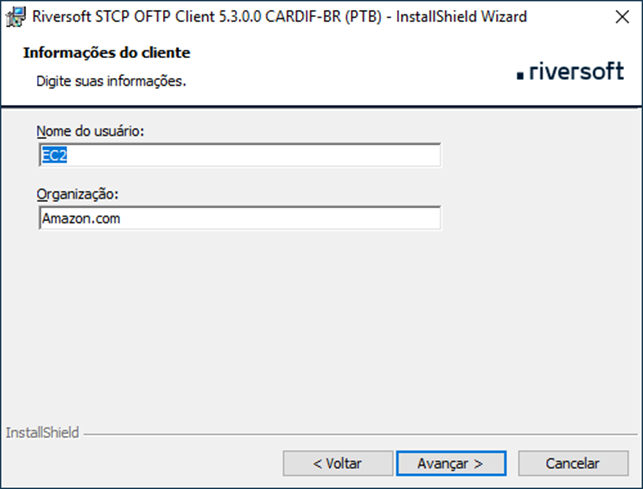 Riversoft STCP OFTP Client 5.3.0.0 CARDIF-BR (PTB) - InstallShield Wizard
Informações do cliente
Digite suas informações.
riversoft
Nome do usuário:
EC2
Organização:
Amazon.com
InstallShield
< Voltar
Avançar >
Cancelar